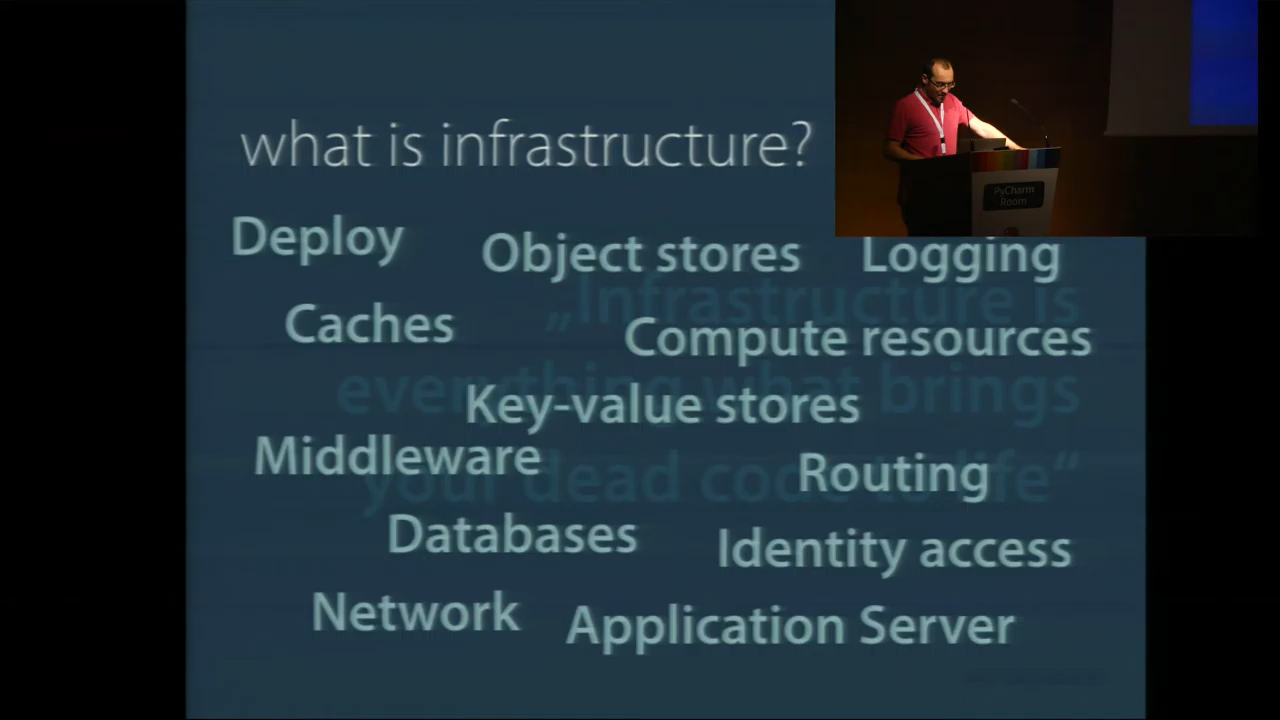 what is infrastructure?
Deploy
Object stores
Logging
„Infrastructure is
Caches
Compute resources
everything what brings
Key-value stores
Middleware
Routing
your dead code to life“
Databases
Identity access
Network
Application Server
PyCharm
Room